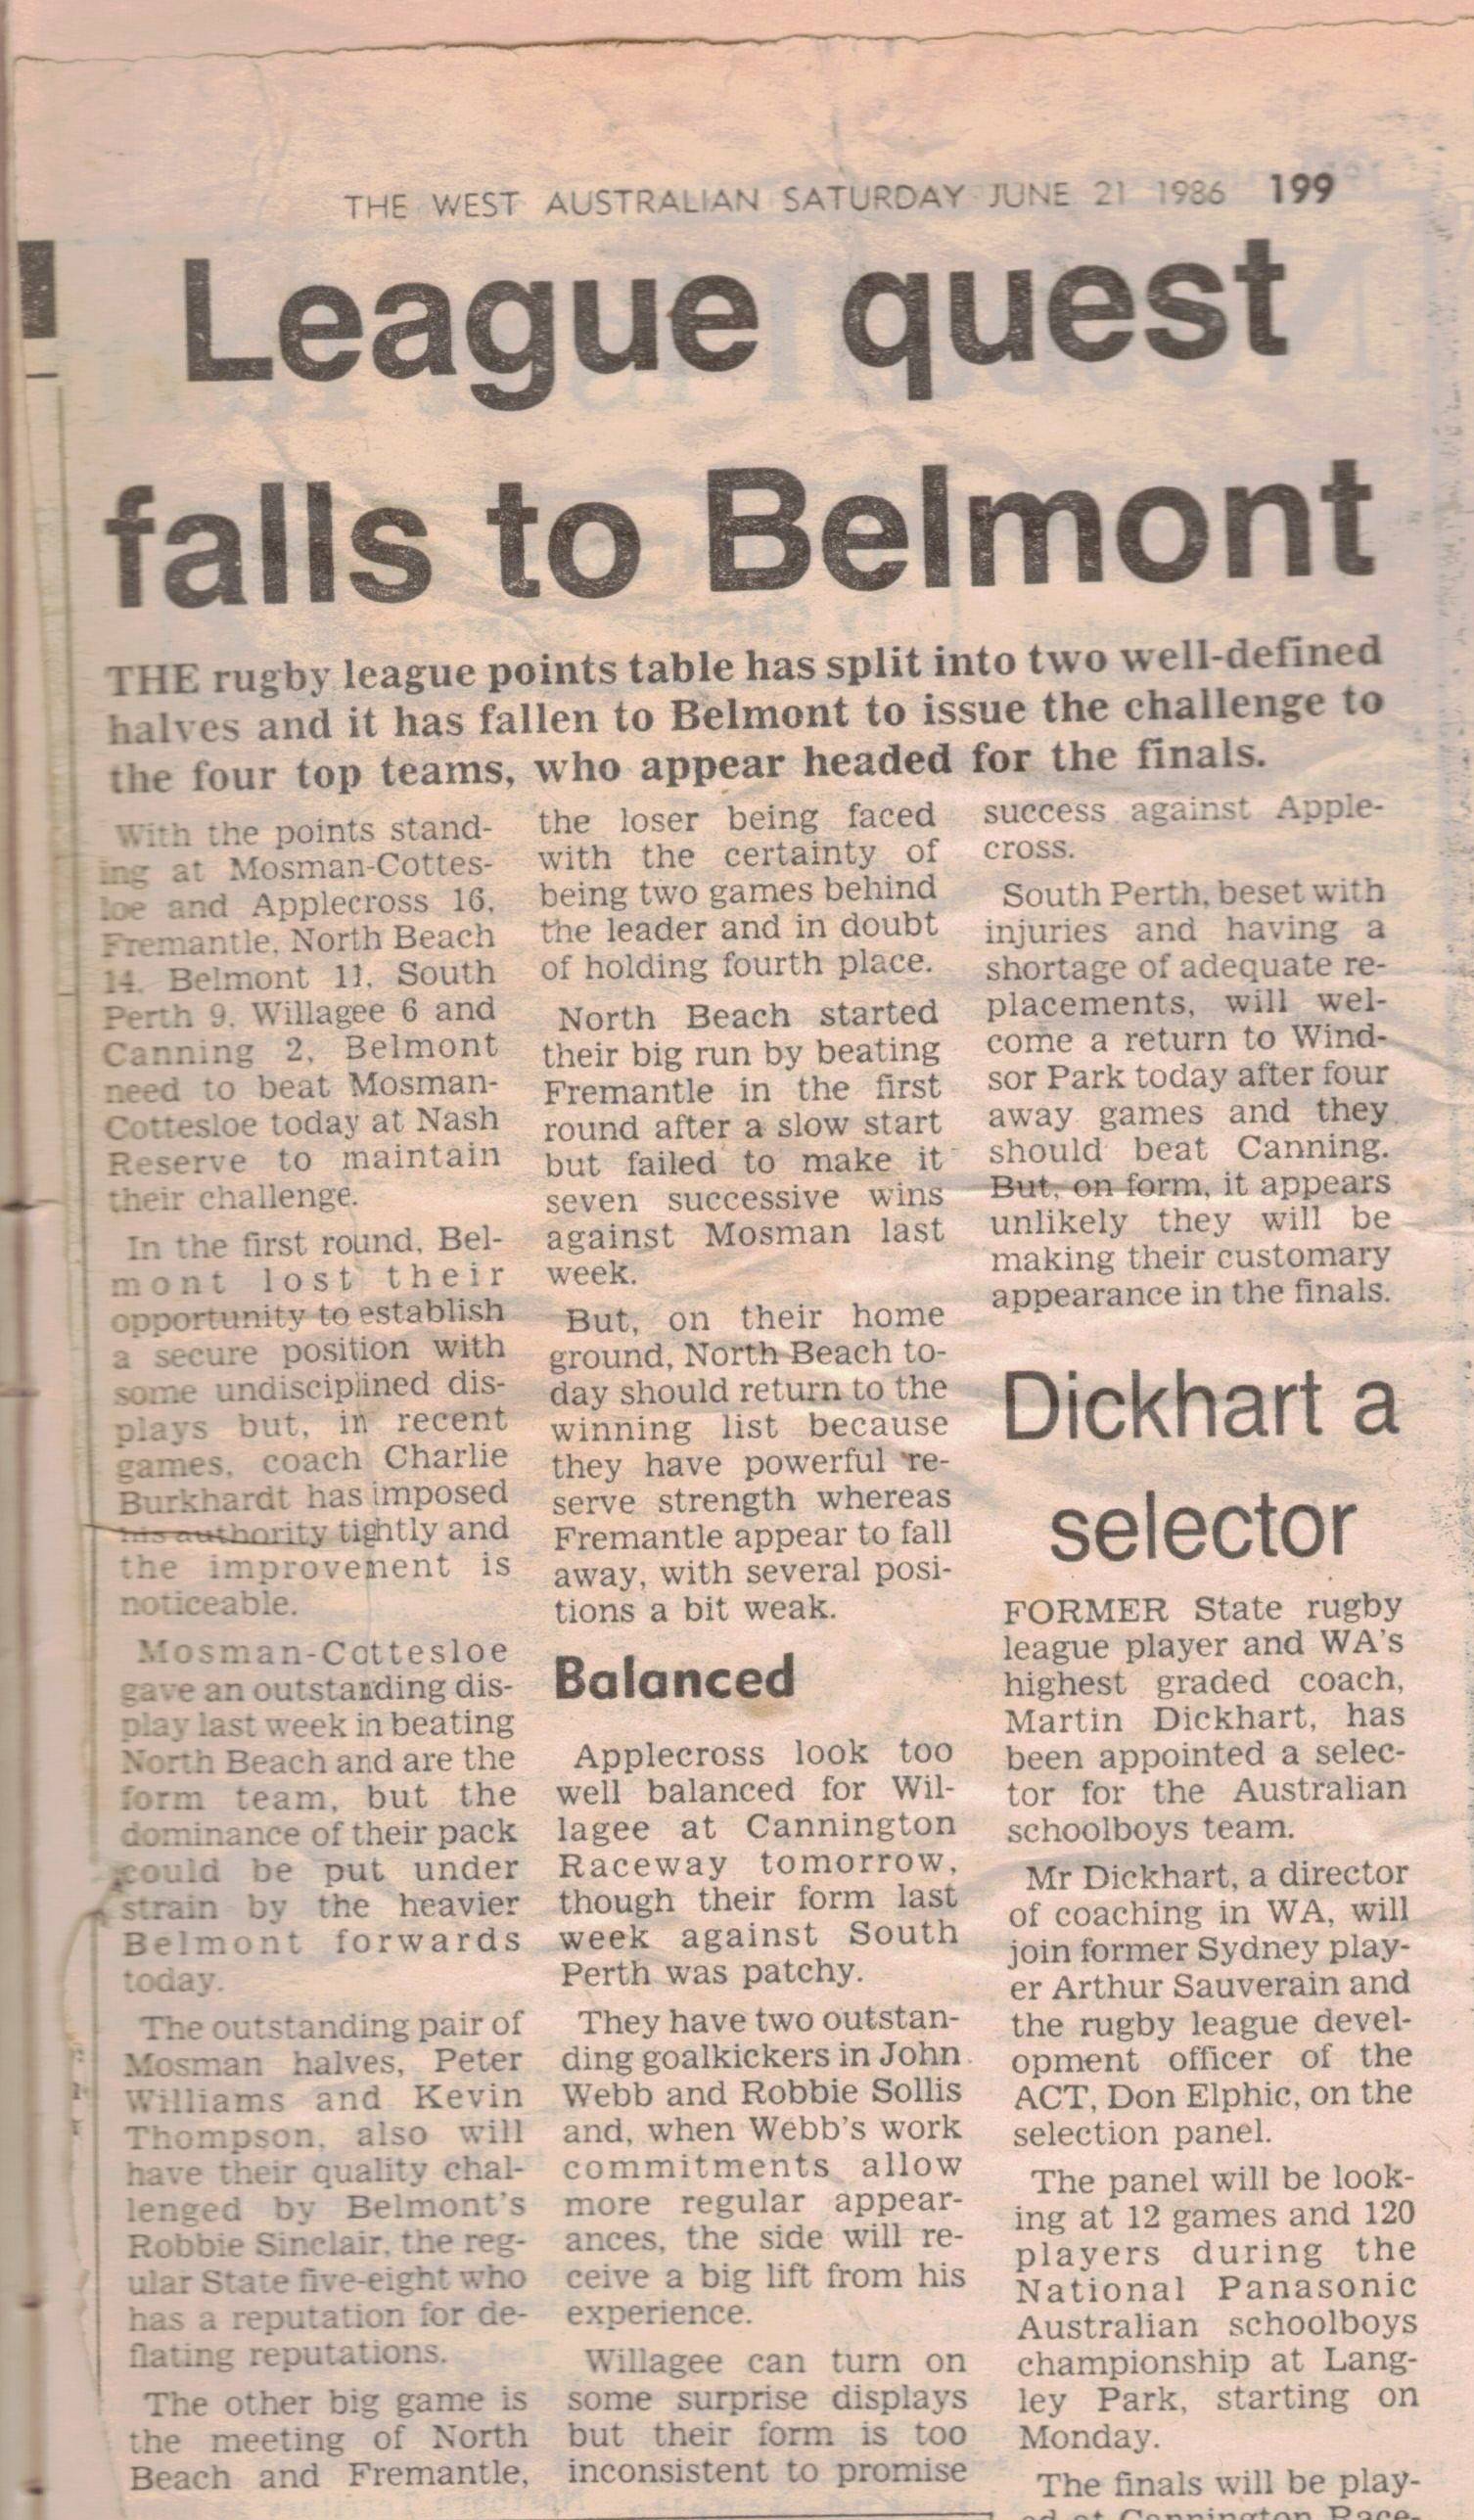 THE WEST AUSTRALIAN SATURDAY JUNE 21 1986 199
League quest
falls to Belmont
THE rugby league points table has split into two well-defined
halves and it has fallen to Belmont to issue the challenge to
the four top teams, who appear headed for the finals.
With the points stand-
ing at Mosman-Cottes-
loe and Applecross 16,
Fremantle, North Beach
14, Belmont 11, South
Perth 9, Willagee 6 and
Canning 2, Belmont
need to beat Mosman-
Cottesloe today at Nash
Reserve to maintain
their challenge.
In the first round, Bel-
mont lost their
opportunity to establish
a secure position with
some undisciplined dis-
plays but, in recent
games, coach Charlie
Burkhardt has imposed
his authority tightly and
the improvement is
noticeable.
Mosman-Cottesloe
gave an outstanding dis-
play last week in beating
North Beach and are the
form team, but the
dominance of their pack
could be put under
strain by the heavier
Belmont forwards
today.
The outstanding pair of
Mosman halves, Peter
Williams and Kevin
Thompson, also will
have their quality chal-
lenged by Belmont's
Robbie Sinclair, the reg-
ular State five-eight who
has a reputation for de-
flating reputations.
The other big game is
the meeting of North
Beach and Fremantle,
the loser being faced
with the certainty of
being two games behind
the leader and in doubt
of holding fourth place.
North Beach started
their big run by beating
Fremantle in the first
round after a slow start
but failed to make it
seven successive wins
against Mosman last
week.
But, on their home
ground, North Beach to-
day should return to the
winning list because
they have powerful re-
serve strength whereas
Fremantle appear to fall
away, with several posi-
tions a bit weak.
Balanced
Applecross look too
well balanced for Wil-
lagee at Cannington
Raceway tomorrow,
though their form last
week against South
Perth was patchy.
They have two outstan-
ding goalkickers in John
Webb and Robbie Sollis
and, when Webb's work
commitments allow
more regular appear-
ances, the side will re-
ceive a big lift from his
experience.
Willagee can turn on
some surprise displays
but their form is too
inconsistent to promise
success against Apple-
cross.
South Perth, beset with
injuries and having a
shortage of adequate re-
placements, will wel-
come a return to Wind-
sor Park today after four
away games and they
should beat Canning.
But, on form, it appears
unlikely they will be
making their customary
appearance in the finals.
Dickhart a
selector
FORMER State rugby
league player and WA's
highest graded coach,
Martin Dickhart, has
been appointed a selec-
tor for the Australian
schoolboys team.
Mr Dickhart, a director
of coaching in WA, will
join former Sydney play-
er Arthur Sauverain and
the rugby league devel-
opment officer of the
ACT, Don Elphic, on the
selection panel.
The panel will be look-
ing at 12 games and 120
players during the
National Panasonic
Australian schoolboys
championship at Lang-
ley Park, starting on
Monday.
The finals will be play-
ed at Cannington Race-